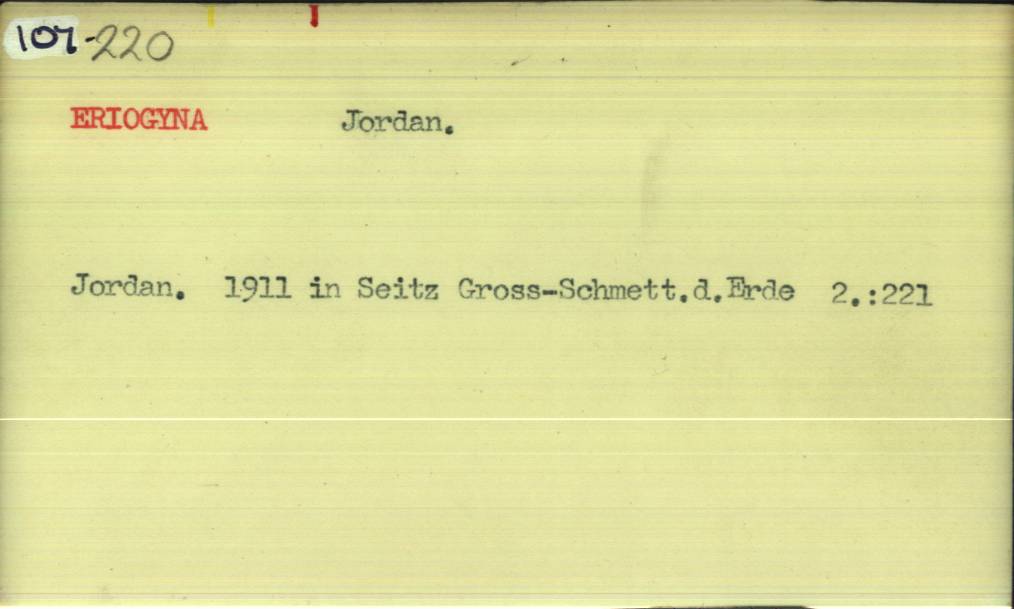 107-220
ERIOGYNA Jordan.
Jordan. 1911 in Seitz Gross-Schmett.d.Erde 2.:221